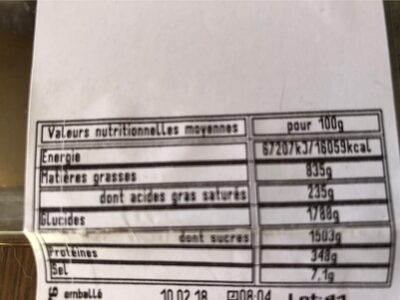 Valeurs nutritionnelles moyennes pour 100g
Energie 67207kJ/16059kcal
Matières grasses 835g
dont acides gras saturés 235g
Glucides 1788g
dont sucres 1503g
Protéines 348g
Sel 7,1g
emballé 10.02.18 08:04